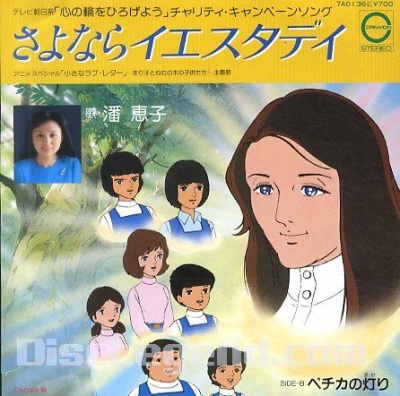 テレビ朝日系「心の輪をひろげよう」チャリティ・キャンペーンソング
7A0136 ¥700
さよならイエスタデイ
CANYON
STEREO
アニメスペシャル「小さなラブ・レター」まり子とねむの木の子供たち 主題歌
歌・潘 恵子
SIDE-B ペチカの灯り